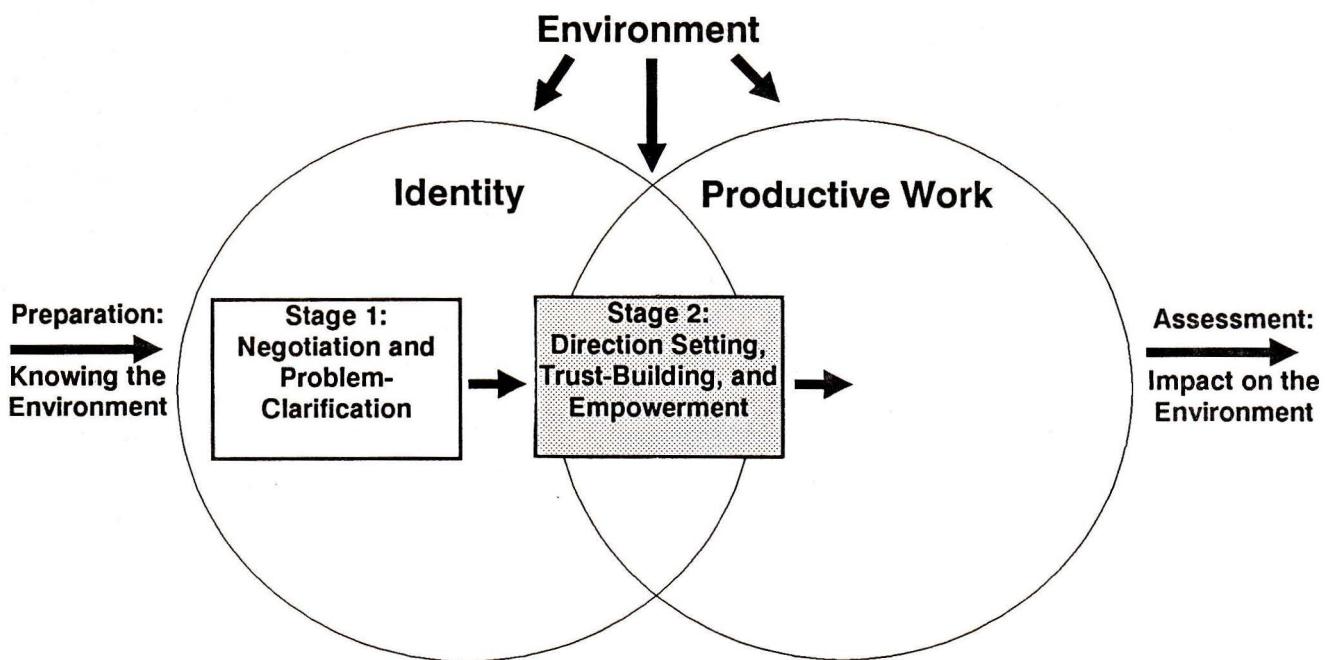 Environment
Identity
Productive Work
Preparation:
Knowing the
Environment
Stage 1:
Negotiation and
Problem-
Clarification
Stage 2:
Direction Setting,
Trust-Building, and
Empowerment
Assessment:
Impact on the
Environment